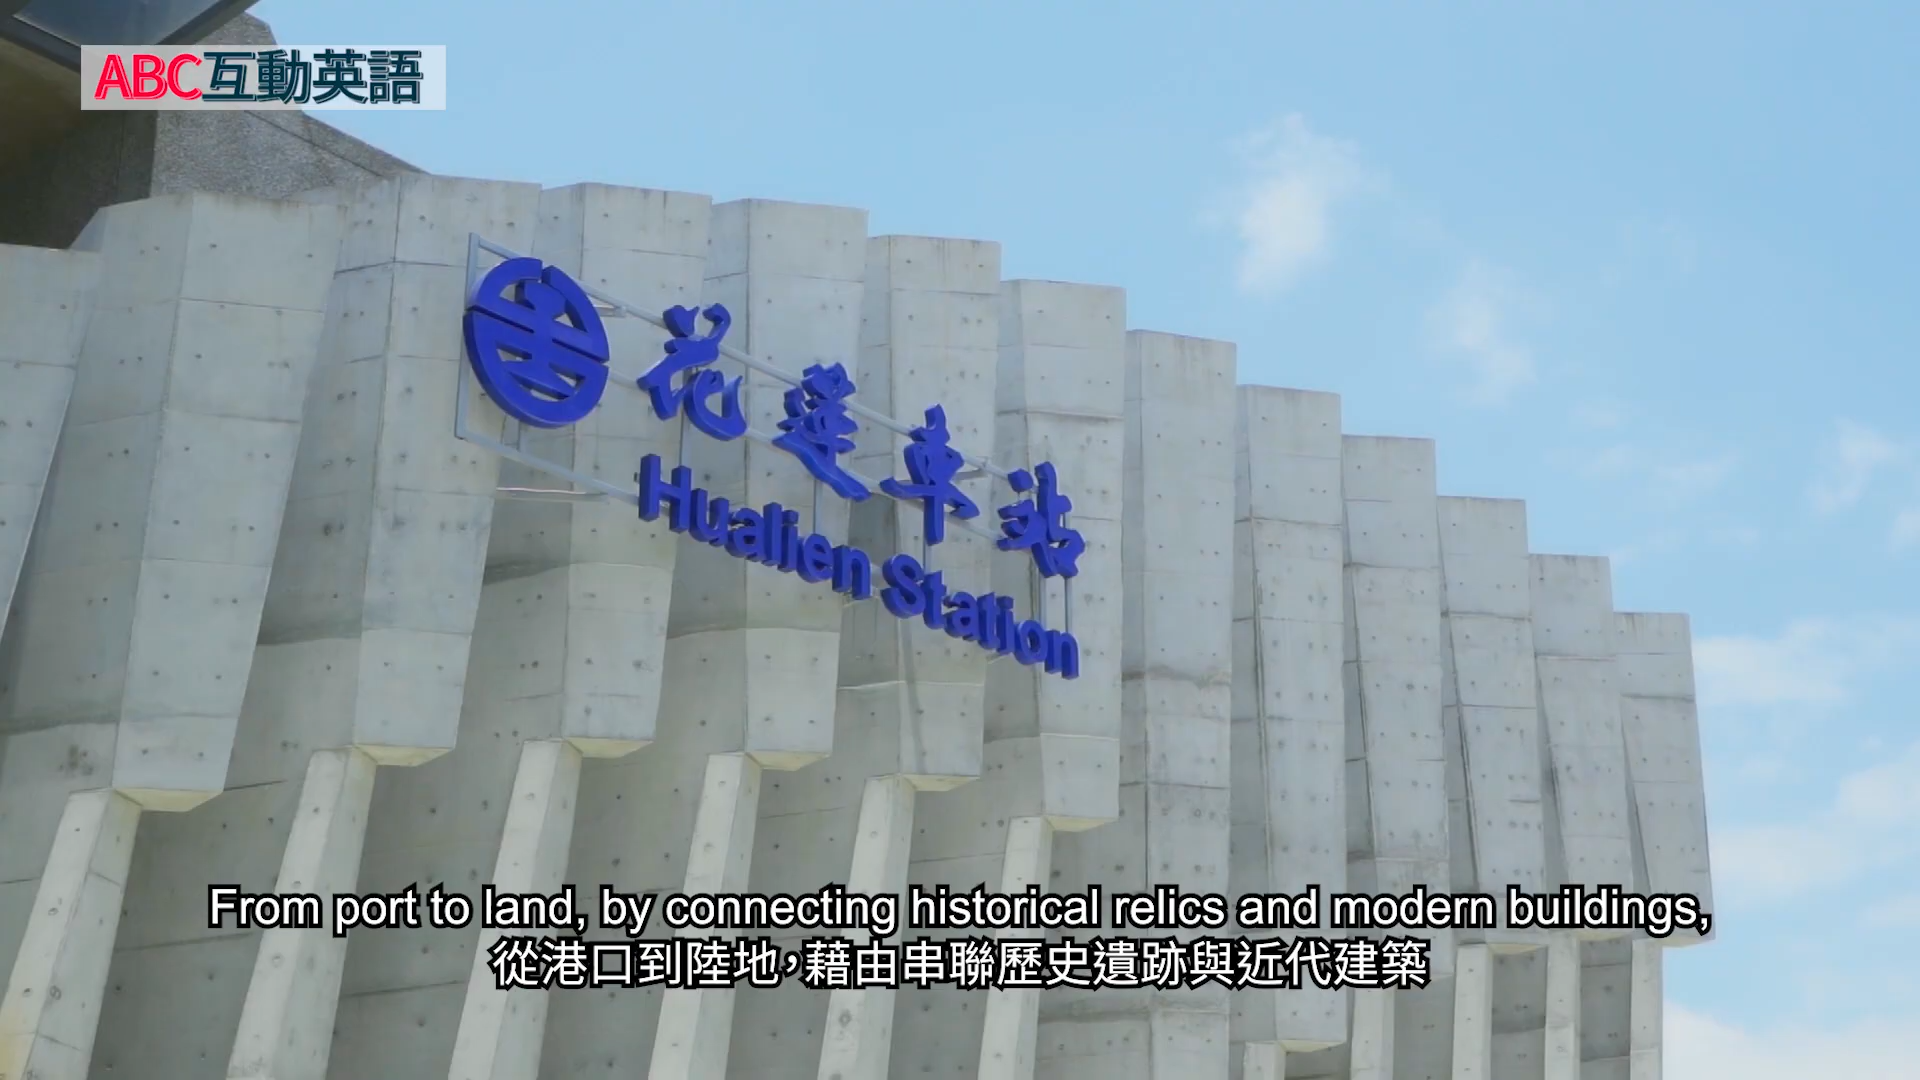 ABC互動英語
花蓮車站
Hualien Station
From port to land, by connecting historical relics and modern buildings,
從港口到陸地，藉由串聯歷史遺跡與近代建築